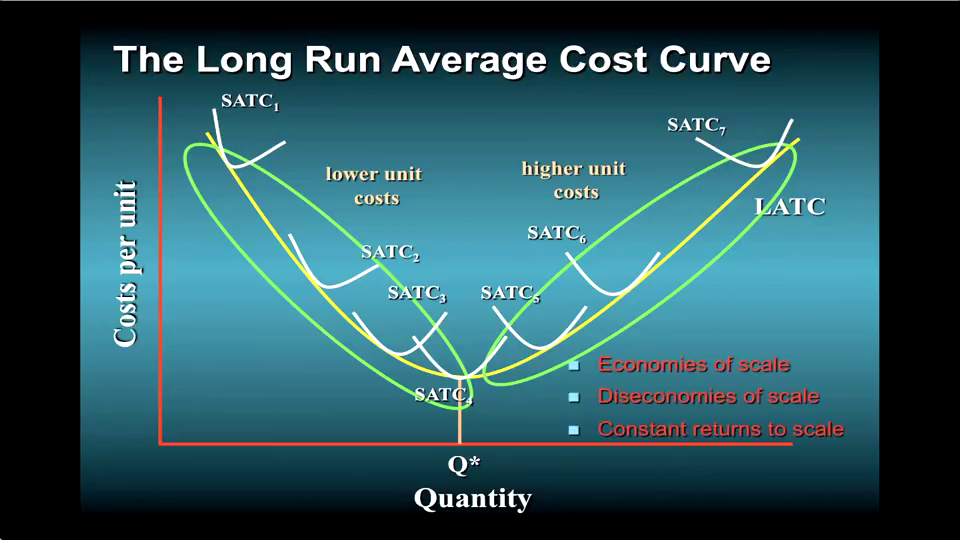 The Long Run Average Cost Curve
SATC1
SATC7
lower unit
costs
higher unit
costs
LATC
SATC6
SATC2
SATC3
SATC5
Costs per unit
Economies of scale
SATC4
Diseconomies of scale
Constant returns to scale
Q*
Quantity